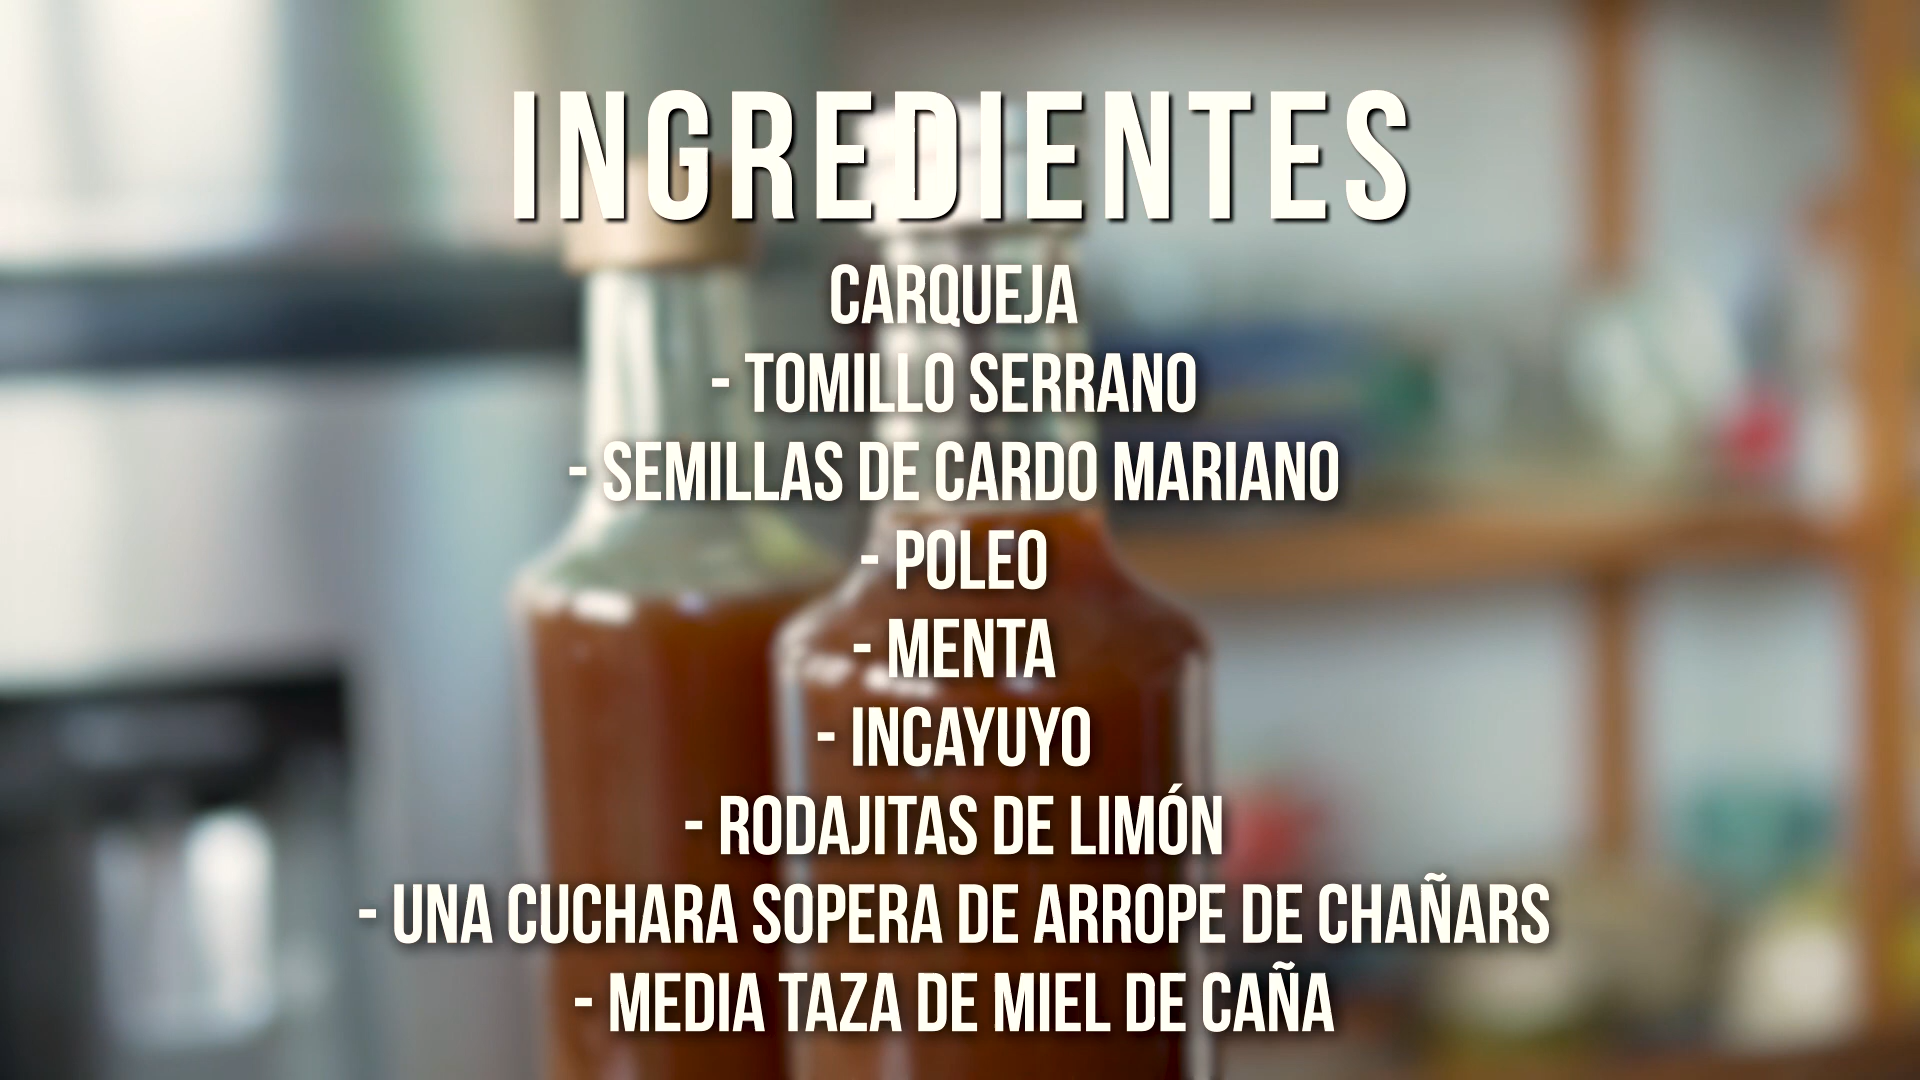 INGREDIENTES
CARQUEJA
- TOMILLO SERRANO
- SEMILLAS DE CARDO MARIANO
- POLEO
- MENTA
- INCAYUYO
- RODAJITAS DE LIMÓN
- UNA CUCHARA SOPERA DE ARROPE DE CHAÑARS
- MEDIA TAZA DE MIEL DE CAÑA